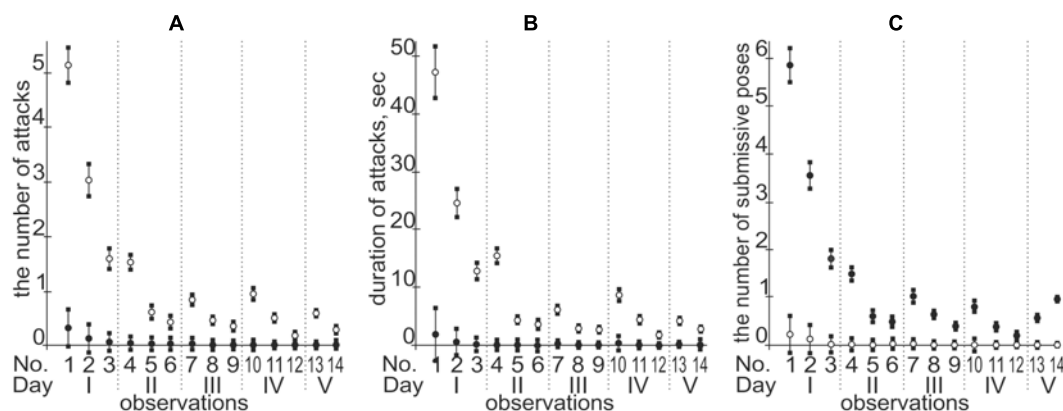 A
the number of attacks
5
4
3
2
1
0
No. 1 2 3 4 5 6 7 8 9 10 11 12 13 14
Day I II III IV V
observations
B
duration of attacks, sec
50
40
30
20
10
0
No. 1 2 3 4 5 6 7 8 9 10 11 12 13 14
Day I II III IV V
observations
C
the number of submissive poses
6
5
4
3
2
1
0
No. 1 2 3 4 5 6 7 8 9 10 11 12 13 14
Day I II III IV V
observations